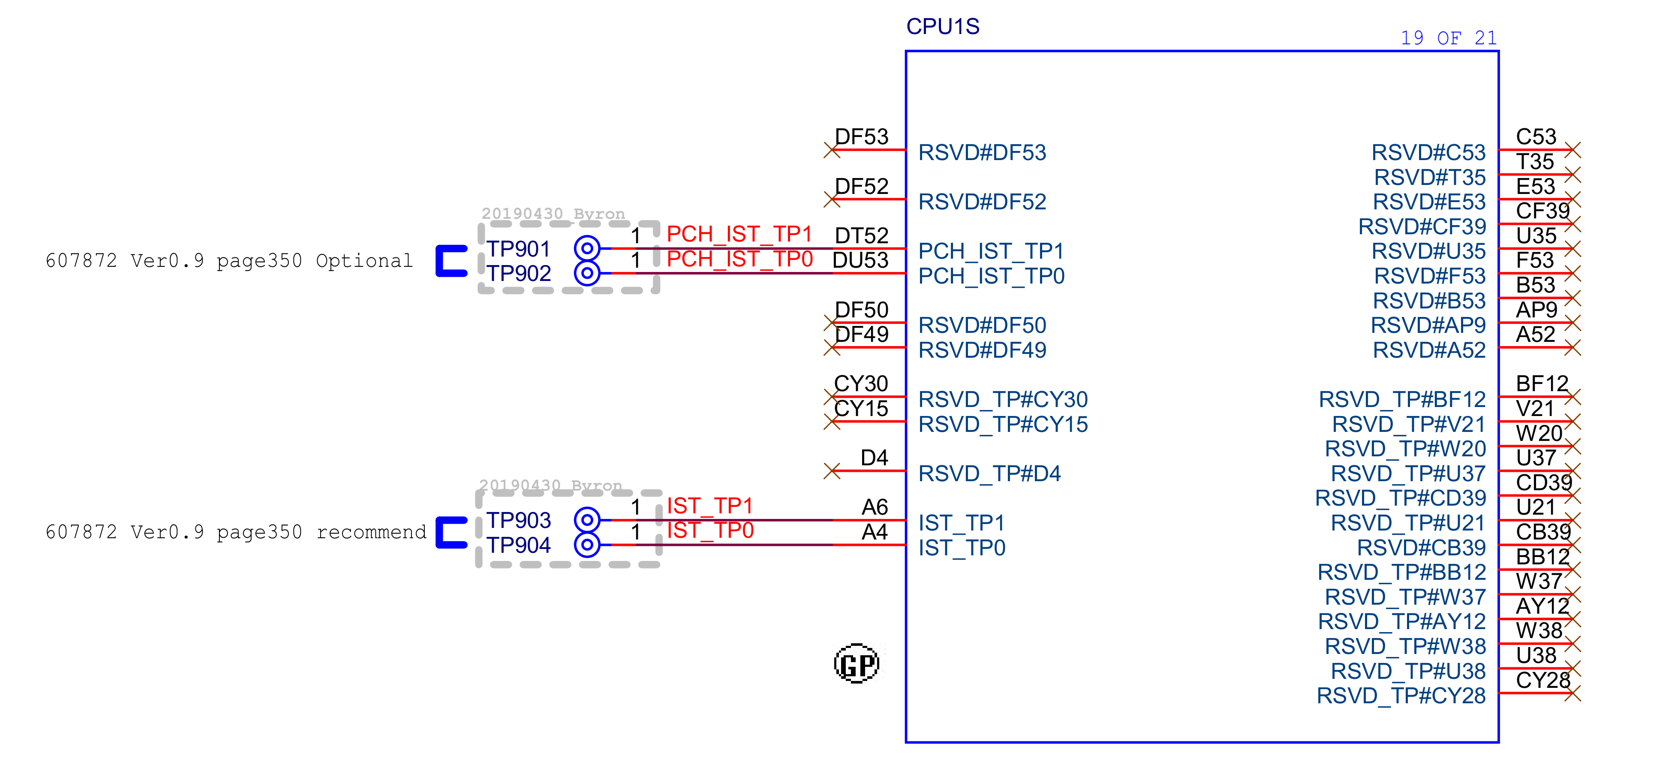 CPU1S
19 OF 21
DF53
RSVD#DF53
DF52
RSVD#DF52
20190430 Byron
607872 Ver0.9 page350 Optional
TP901
1
PCH_IST_TP1
DT52
PCH_IST_TP1
TP902
1
PCH_IST_TP0
DU53
PCH_IST_TP0
DF50
RSVD#DF50
DF49
RSVD#DF49
CY30
RSVD_TP#CY30
CY15
RSVD_TP#CY15
D4
RSVD_TP#D4
20190430 Byron
607872 Ver0.9 page350 recommend
TP903
1
IST_TP1
A6
IST_TP1
TP904
1
IST_TP0
A4
IST_TP0
GP
RSVD#C53
C53
RSVD#T35
T35
RSVD#E53
E53
RSVD#CF39
CF39
RSVD#U35
U35
RSVD#F53
F53
RSVD#B53
B53
RSVD#AP9
AP9
RSVD#A52
A52
RSVD_TP#BF12
BF12
RSVD_TP#V21
V21
RSVD_TP#W20
W20
RSVD_TP#U37
U37
RSVD_TP#CD39
CD39
RSVD_TP#U21
U21
RSVD#CB39
CB39
RSVD_TP#BB12
BB12
RSVD_TP#W37
W37
RSVD_TP#AY12
AY12
RSVD_TP#W38
W38
RSVD_TP#U38
U38
RSVD_TP#CY28
CY28